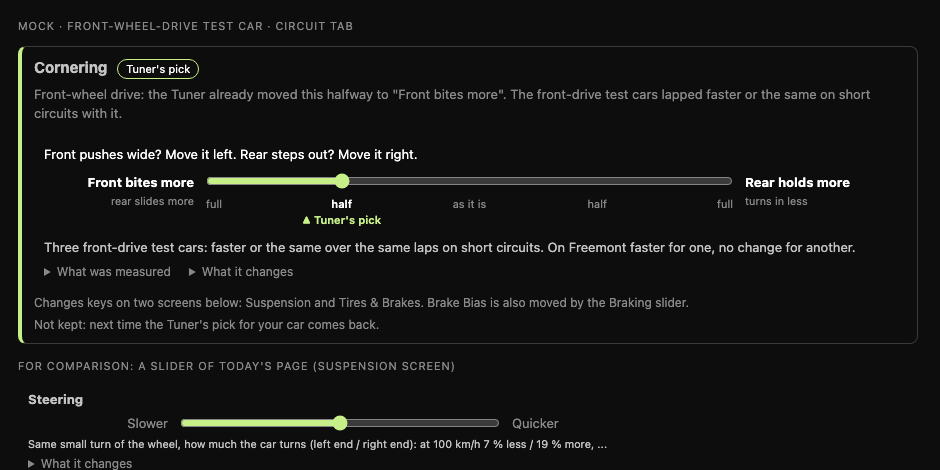 MOCK · FRONT-WHEEL-DRIVE TEST CAR · CIRCUIT TAB
Cornering Tuner's pick
Front-wheel drive: the Tuner already moved this halfway to "Front bites more". The front-drive test cars lapped faster or the same on short
circuits with it.
Front pushes wide? Move it left. Rear steps out? Move it right.
Front bites more Rear holds more
rear slides more full half as it is half full turns in less
▲ Tuner's pick
Three front-drive test cars: faster or the same over the same laps on short circuits. On Freemont faster for one, no change for another.
▶ What was measured ▶ What it changes
Changes keys on two screens below: Suspension and Tires & Brakes. Brake Bias is also moved by the Braking slider.
Not kept: next time the Tuner's pick for your car comes back.
FOR COMPARISON: A SLIDER OF TODAY'S PAGE (SUSPENSION SCREEN)
Steering
Slower Quicker
Same small turn of the wheel, how much the car turns (left end / right end): at 100 km/h 7 % less / 19 % more, ...
▶ What it changes